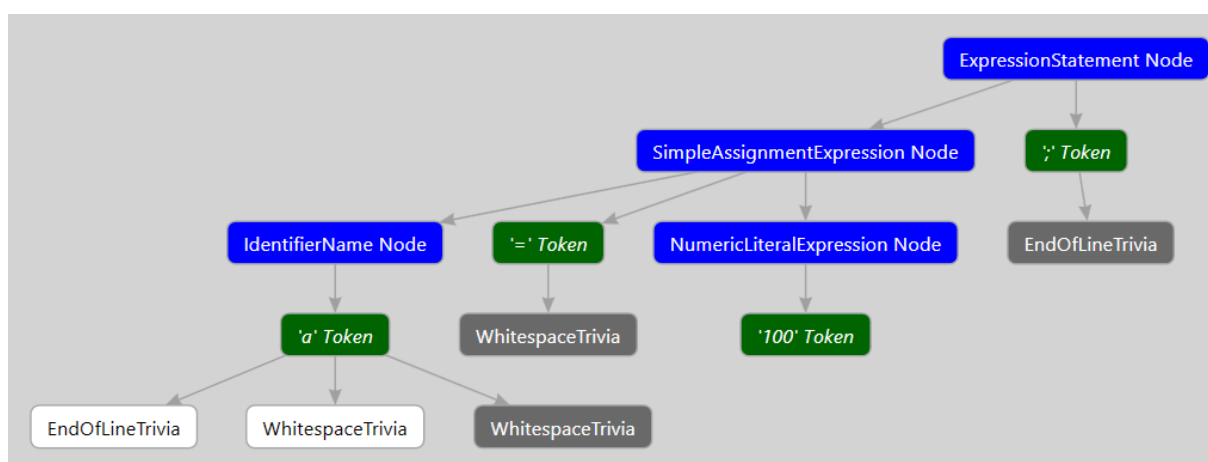 ExpressionStatement Node
SimpleAssignmentExpression Node
';' Token
IdentifierName Node
'=' Token
NumericLiteralExpression Node
EndOfLineTrivia
'a' Token
WhitespaceTrivia
'100' Token
EndOfLineTrivia
WhitespaceTrivia
WhitespaceTrivia